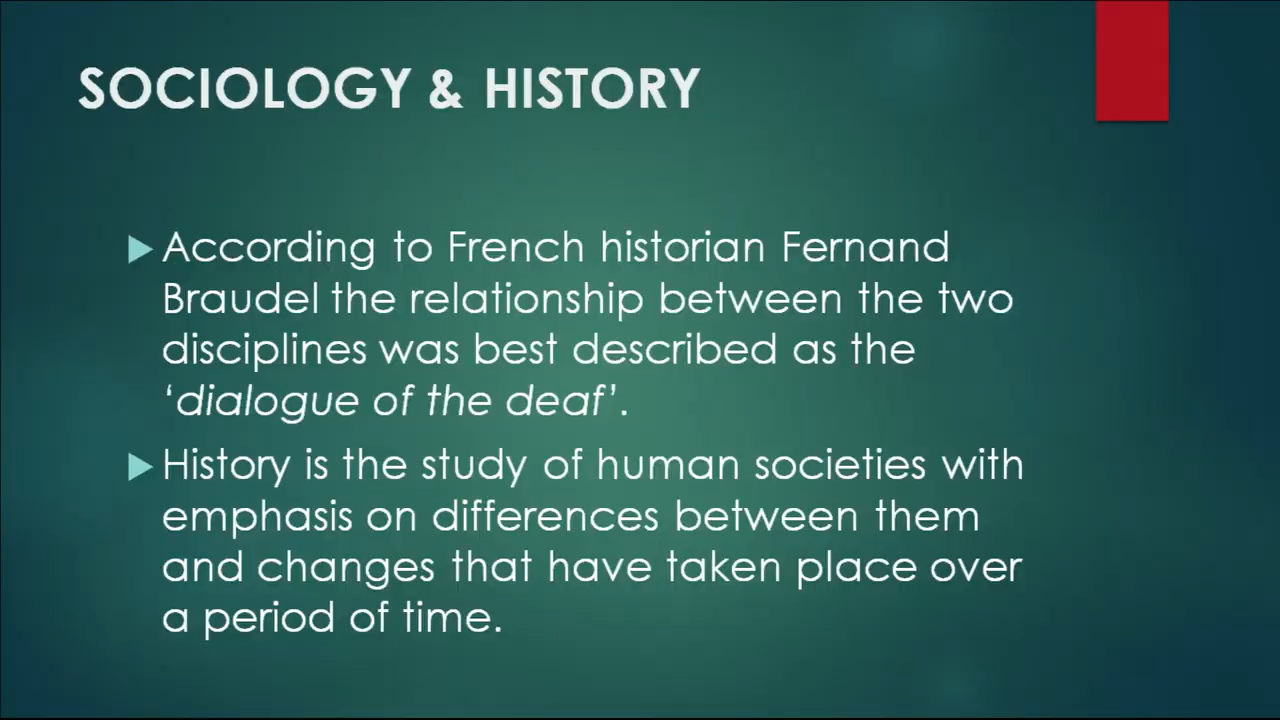 SOCIOLOGY & HISTORY
According to French historian Fernand
Braudel the relationship between the two
disciplines was best described as the
‘dialogue of the deaf’.
History is the study of human societies with
emphasis on differences between them
and changes that have taken place over
a period of time.